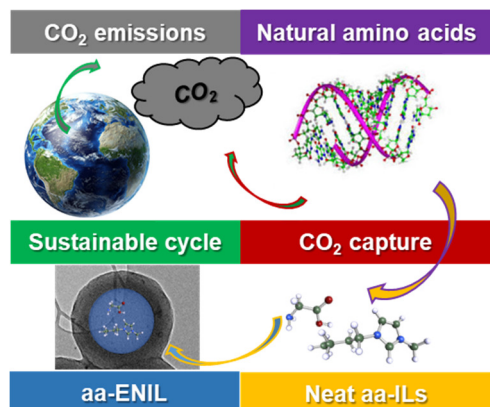 CO₂ emissions
Natural amino acids
CO₂
Sustainable cycle
CO₂ capture
aa-ENIL
Neat aa-ILs